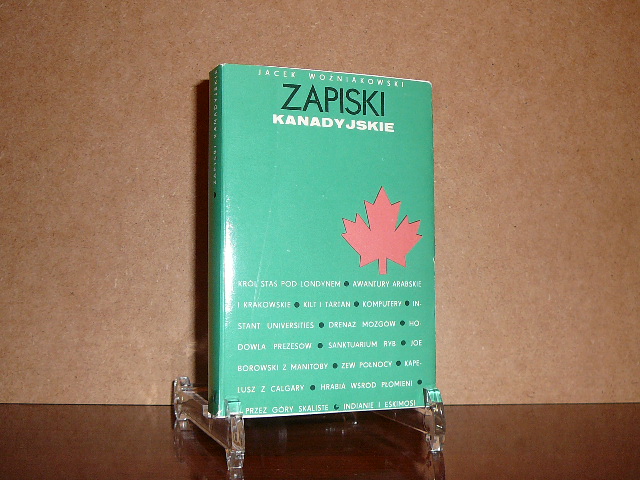 JACEK WOŹNIAKOWSKI
ZAPISKI
KANADYJSKIE
KRÓL STAŚ POD LONDYNEM ● AWANTURY ARABSKIE
I KRAKOWSKIE ● KILT I TARTAN ● KOMPUTERY ● IN-
STANT UNIVERSITIES ● DRENAŻ MÓZGÓW ● HO-
DOWLA PREZESÓW ● SANKTUARIUM RYB ● JOE
BOROWSKI Z MANITOBY ● ZEW PÓŁNOCY ● KAPE-
LUSZ Z CALGARY ● HRABIA WŚRÓD PŁOMIENI ●
PRZEZ GÓRY SKALISTE ● INDIANIE I ESKIMOSI
ZAPISKI KANADYJSKIE